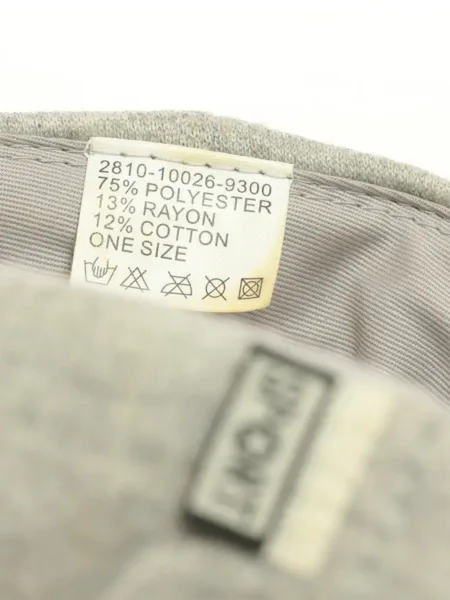 2810-10026-9300
75% POLYESTER
13% RAYON
12% COTTON
ONE SIZE